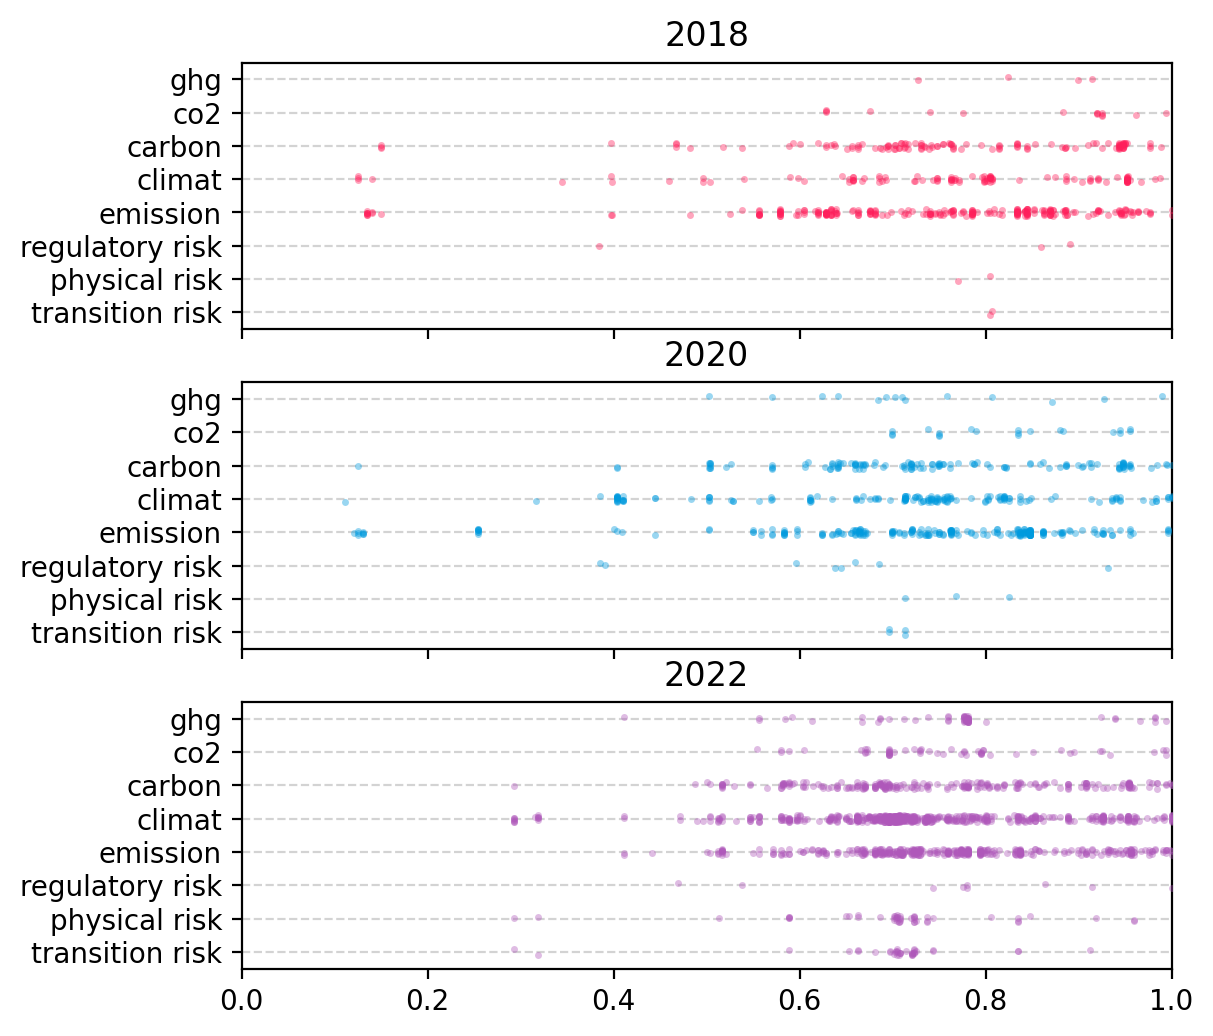 2018
ghg
co2
carbon
climat
emission
regulatory risk
physical risk
transition risk
2020
ghg
co2
carbon
climat
emission
regulatory risk
physical risk
transition risk
2022
ghg
co2
carbon
climat
emission
regulatory risk
physical risk
transition risk
0.0 0.2 0.4 0.6 0.8 1.0